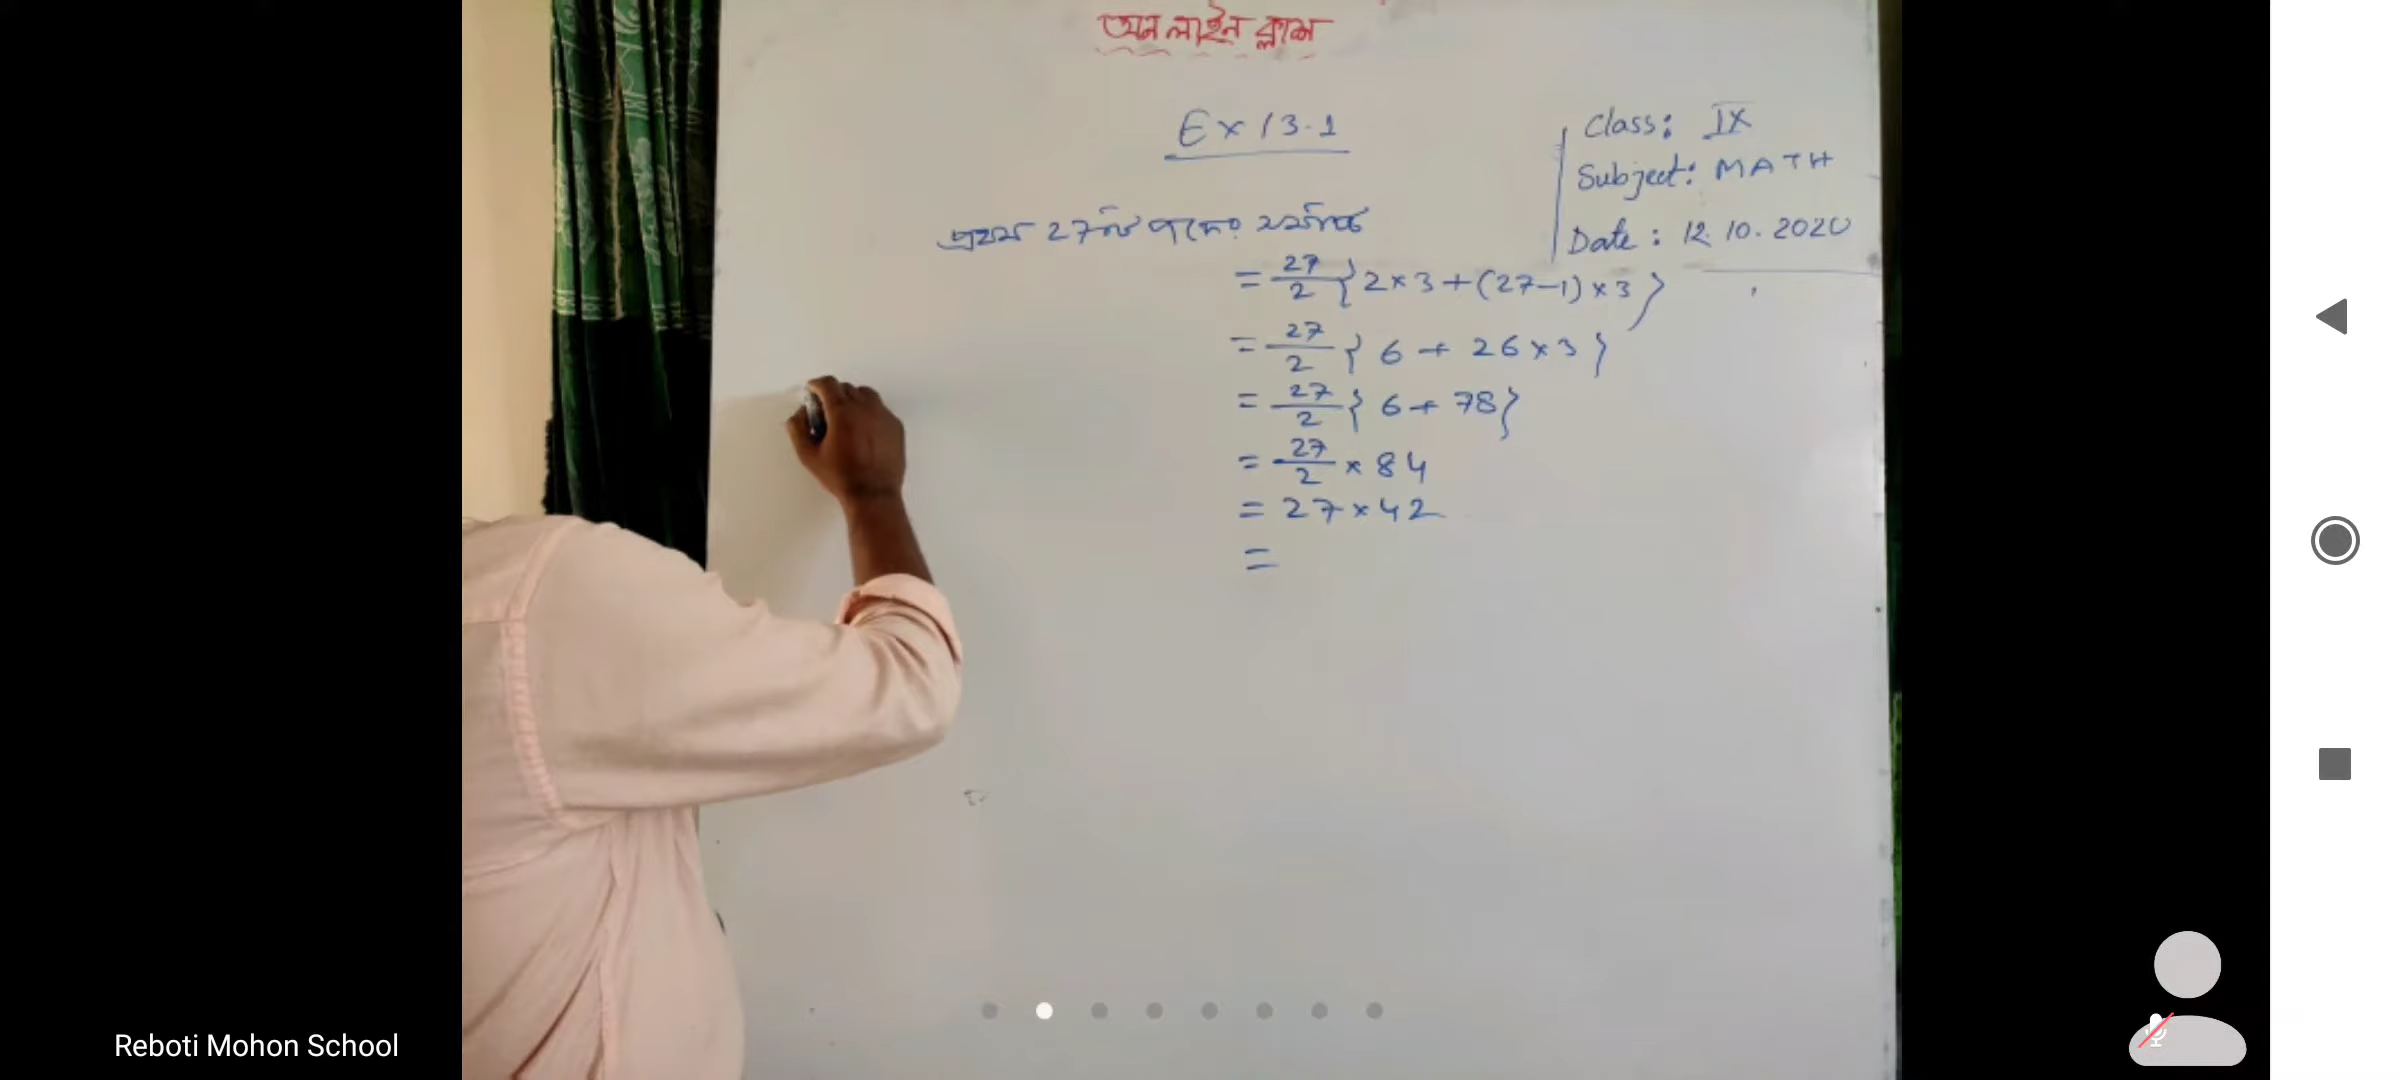 অন লাইন ক্লাশ
Ex 13.1
Class: IX
Subject: MATH
Date: 12.10.2020
প্রথম 27টি পদের সমষ্টি
= 27/2 { 2×3+(27-1)×3 }
= 27/2 { 6 + 26×3 }
= 27/2 { 6 + 78 }
= 27/2 × 84
= 27×42
=
Reboti Mohon School